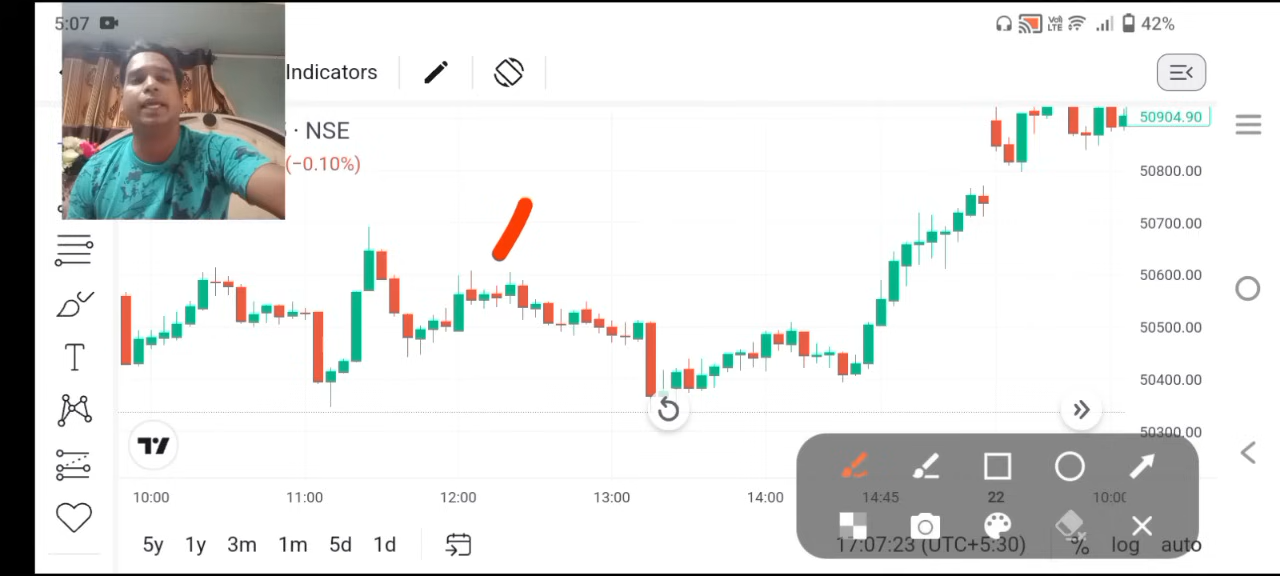 5:07 VoI LTE 42%
Indicators
· NSE
50904.90
(−0.10%)
50800.00
50700.00
50600.00
50500.00
50400.00
50300.00
10:00 11:00 12:00 13:00 14:00 14:45 22 10:00
5y 1y 3m 1m 5d 1d 17:07:23 (UTC+5:30) % log auto